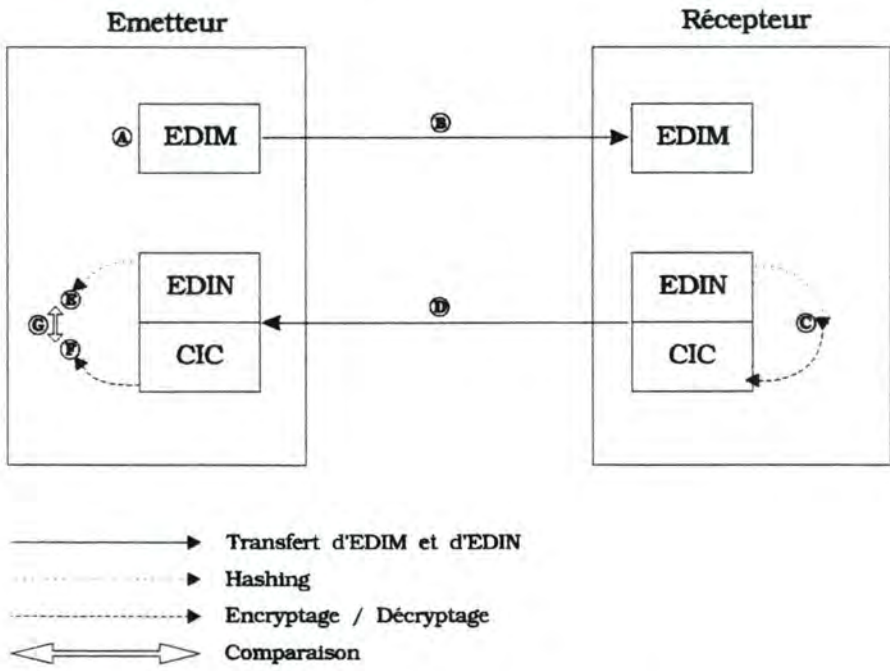 Emetteur
Récepteur
A
EDIM
B
EDIM
EDIN
CIC
E
G
F
D
EDIN
CIC
C
Transfert d'EDIM et d'EDIN
Hashing
Encryptage / Décryptage
Comparaison